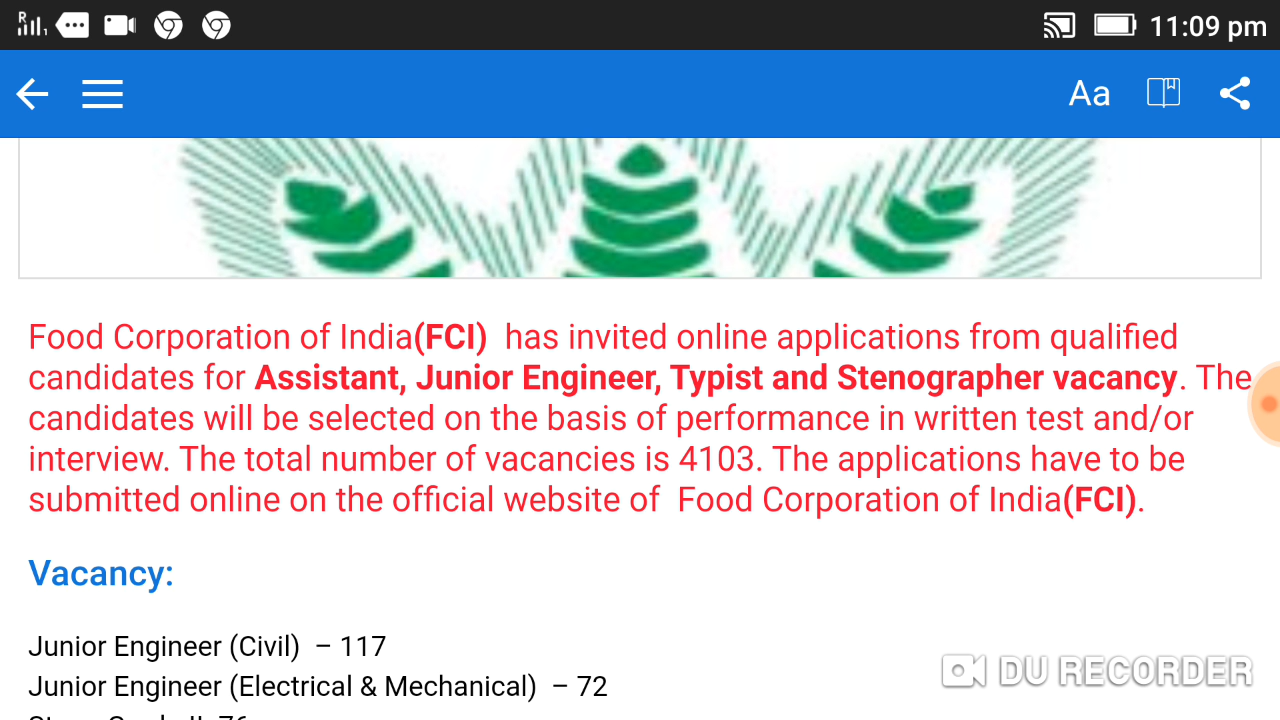 R 1 11:09 pm
Aa
Food Corporation of India(FCI) has invited online applications from qualified
candidates for Assistant, Junior Engineer, Typist and Stenographer vacancy. The
candidates will be selected on the basis of performance in written test and/or
interview. The total number of vacancies is 4103. The applications have to be
submitted online on the official website of Food Corporation of India(FCI).
Vacancy:
Junior Engineer (Civil) – 117
Junior Engineer (Electrical & Mechanical) – 72
DU RECORDER